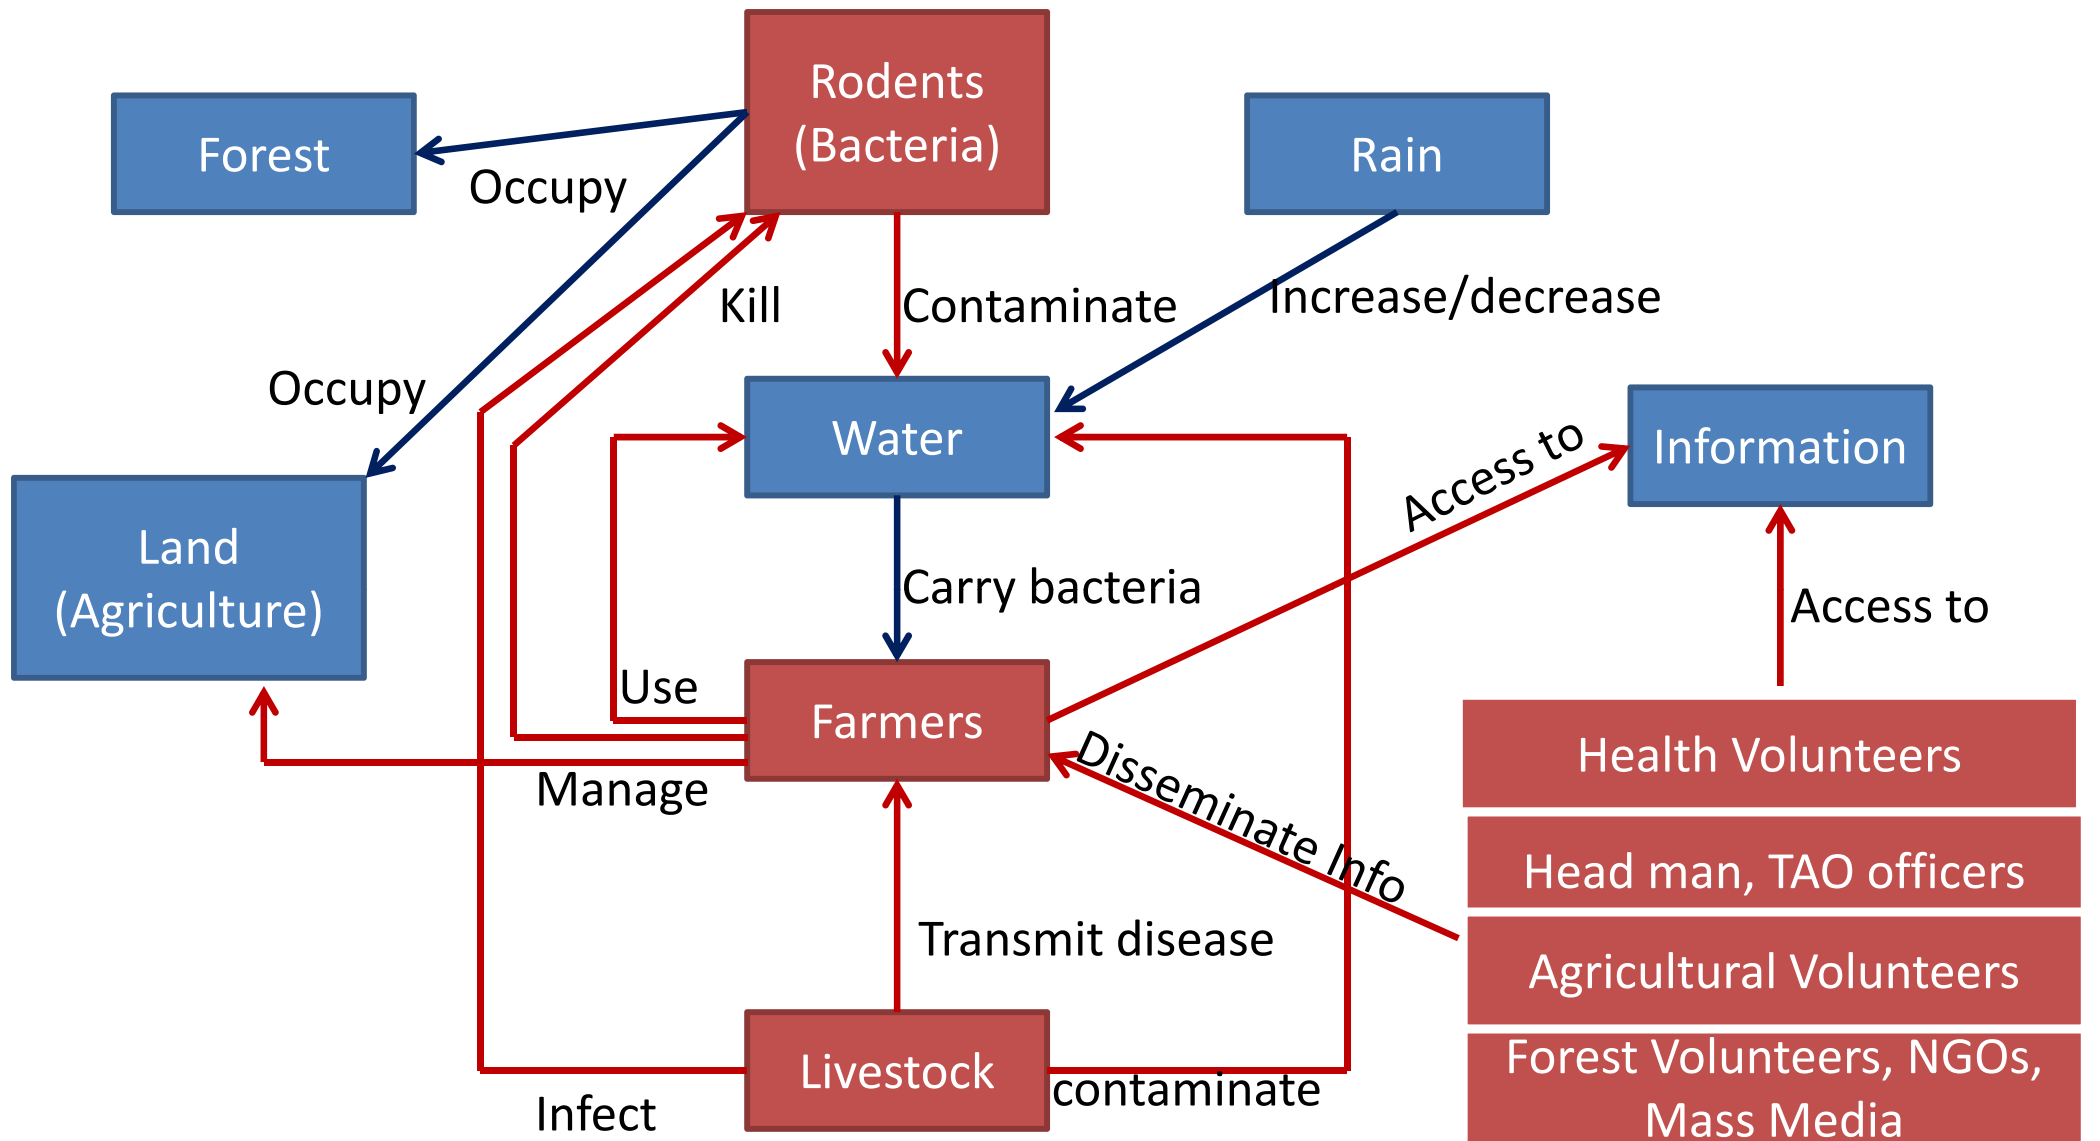 Rodents
(Bacteria)
Forest
Rain
Occupy
Kill
Contaminate
Increase/decrease
Occupy
Water
Information
Access to
Land
(Agriculture)
Carry bacteria
Access to
Use
Farmers
Manage
Disseminate Info
Health Volunteers
Head man, TAO officers
Transmit disease
Agricultural Volunteers
Livestock
contaminate
Infect
Forest Volunteers, NGOs,
Mass Media